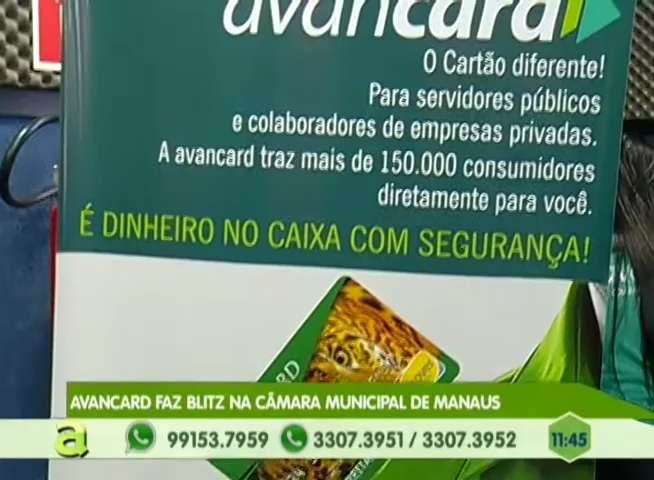 avancard
O Cartão diferente!
Para servidores públicos
e colaboradores de empresas privadas.
A avancard traz mais de 150.000 consumidores
diretamente para você.
É DINHEIRO NO CAIXA COM SEGURANÇA!
AVANCARD FAZ BLITZ NA CÂMARA MUNICIPAL DE MANAUS
a 99153.7959 3307.3951 / 3307.3952 11:45